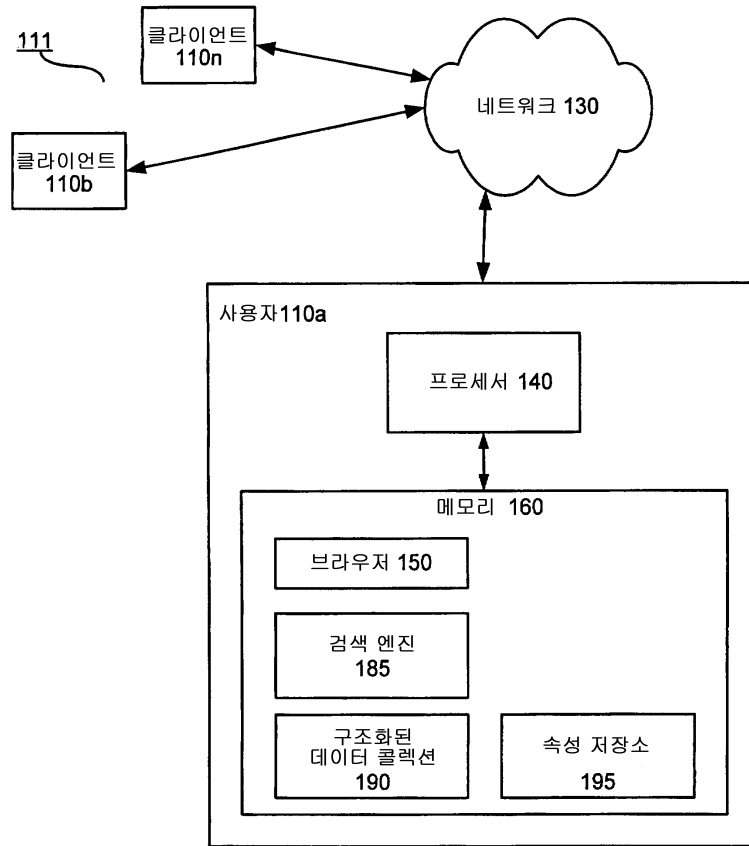 111
클라이언트
110n
클라이언트
110b
네트워크 130
사용자110a
프로세서 140
메모리 160
브라우저 150
검색 엔진
185
구조화된
데이터 콜렉션
190
속성 저장소
195